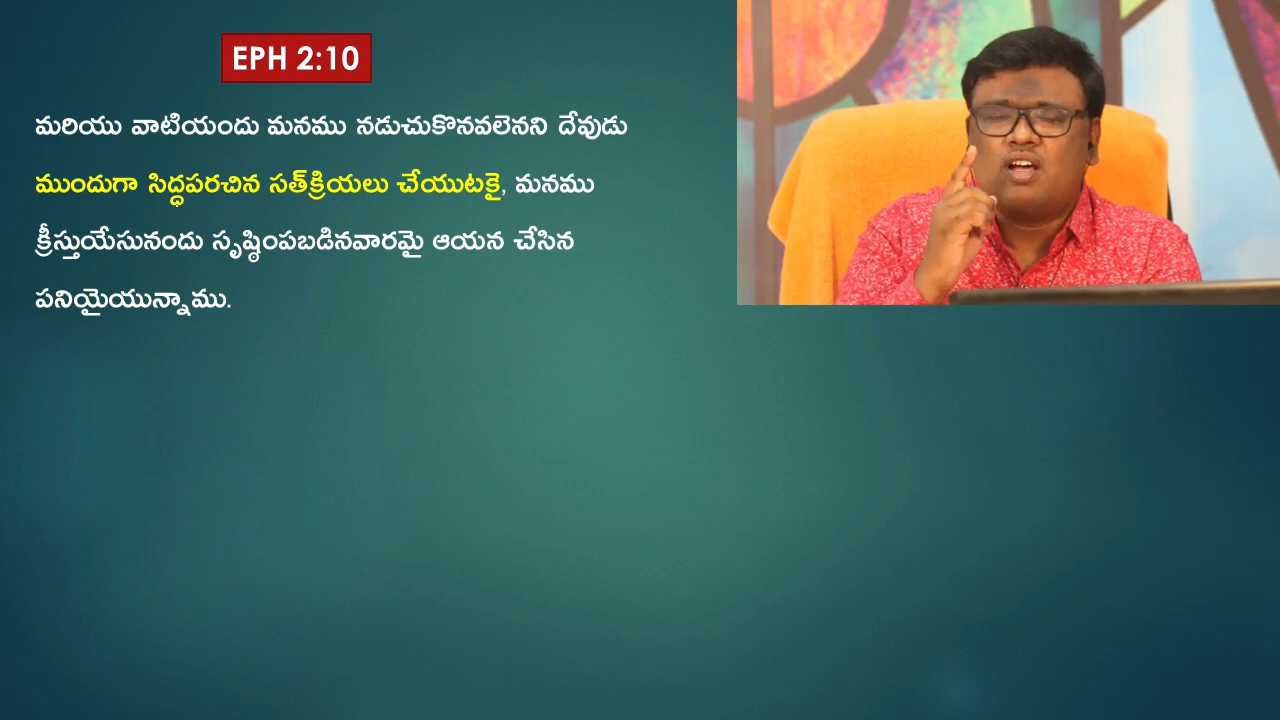 EPH 2:10
మరియు వాటియందు మనము నడుచుకొనవలెనని దేవుడు
ముందుగా సిద్ధపరచిన సత్‌క్రియలు చేయుటకై, మనము
క్రీస్తుయేసునందు సృష్ఠింపబడినవారమై ఆయన చేసిన
పనియైయున్నాము.